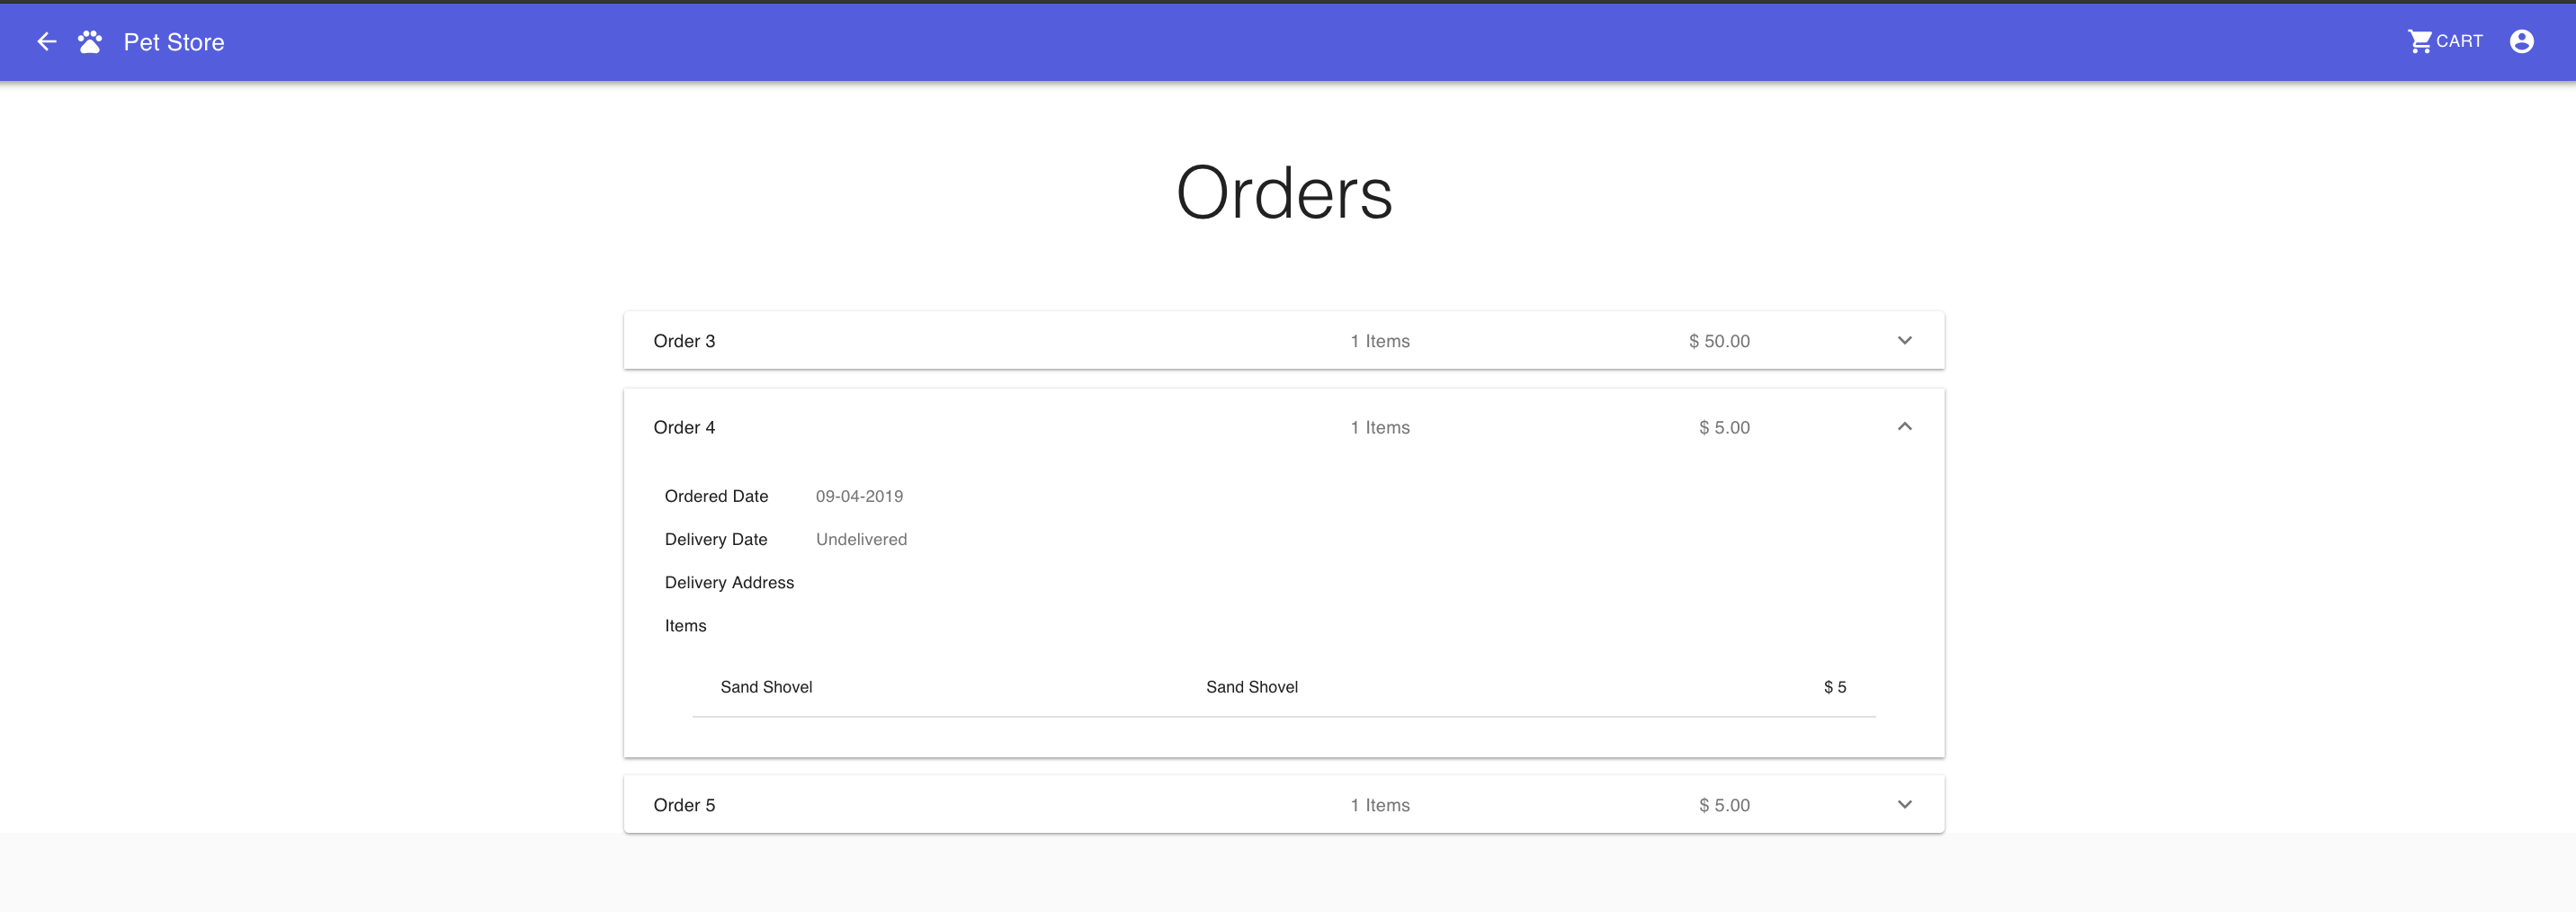 Pet Store CART
Orders
Order 3 1 Items $ 50.00
Order 4 1 Items $ 5.00
Ordered Date 09-04-2019
Delivery Date Undelivered
Delivery Address
Items
Sand Shovel Sand Shovel $ 5
Order 5 1 Items $ 5.00